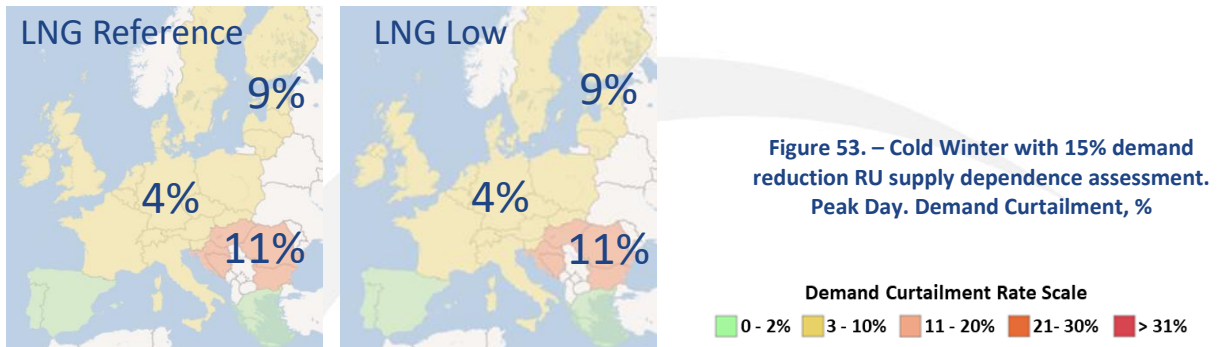 LNG Reference
9%
4%
11%
LNG Low
9%
4%
11%
Figure 53. – Cold Winter with 15% demand
reduction RU supply dependence assessment.
Peak Day. Demand Curtailment, %
Demand Curtailment Rate Scale
0 - 2% 3 - 10% 11 - 20% 21- 30% > 31%